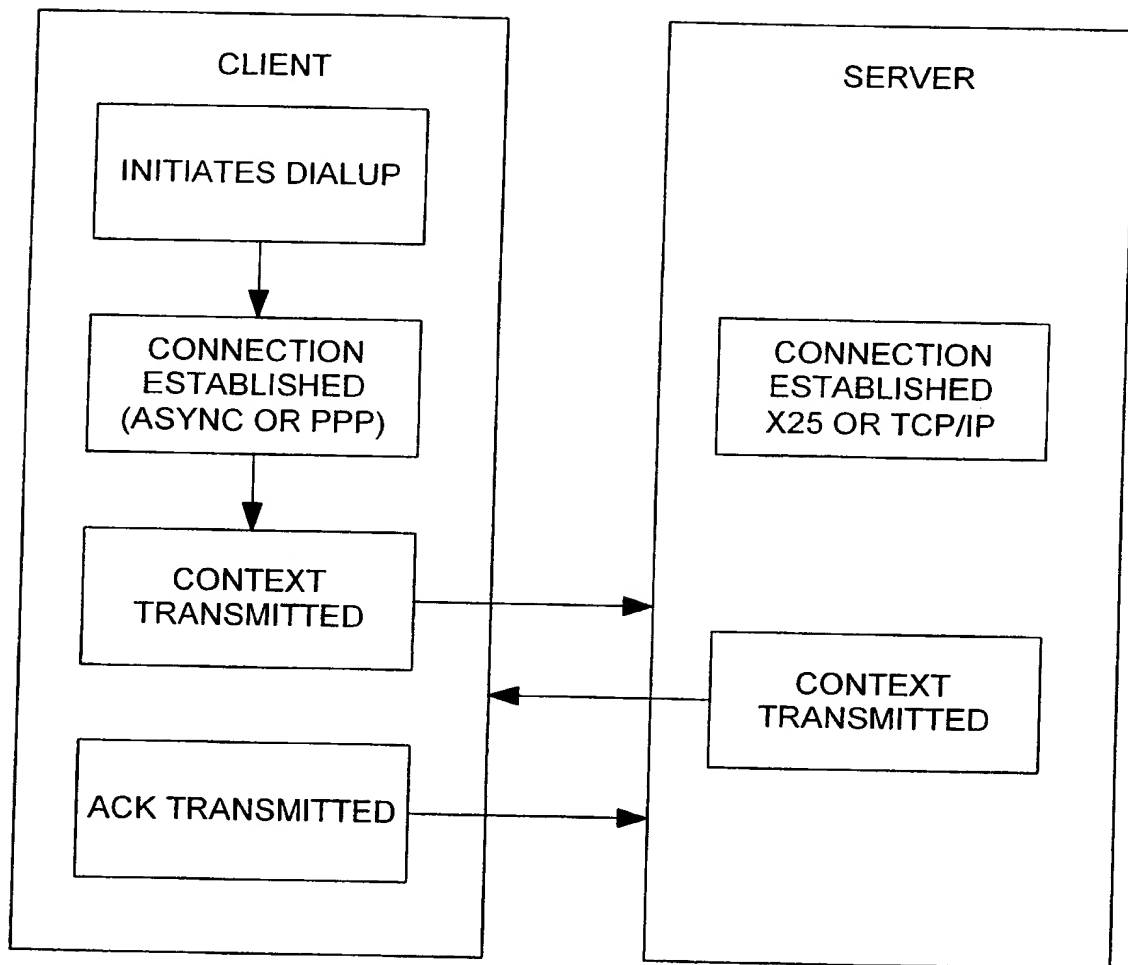 CLIENT
INITIATES DIALUP
CONNECTION
ESTABLISHED
(ASYNC OR PPP)
CONTEXT
TRANSMITTED
ACK TRANSMITTED
SERVER
CONNECTION
ESTABLISHED
X25 OR TCP/IP
CONTEXT
TRANSMITTED